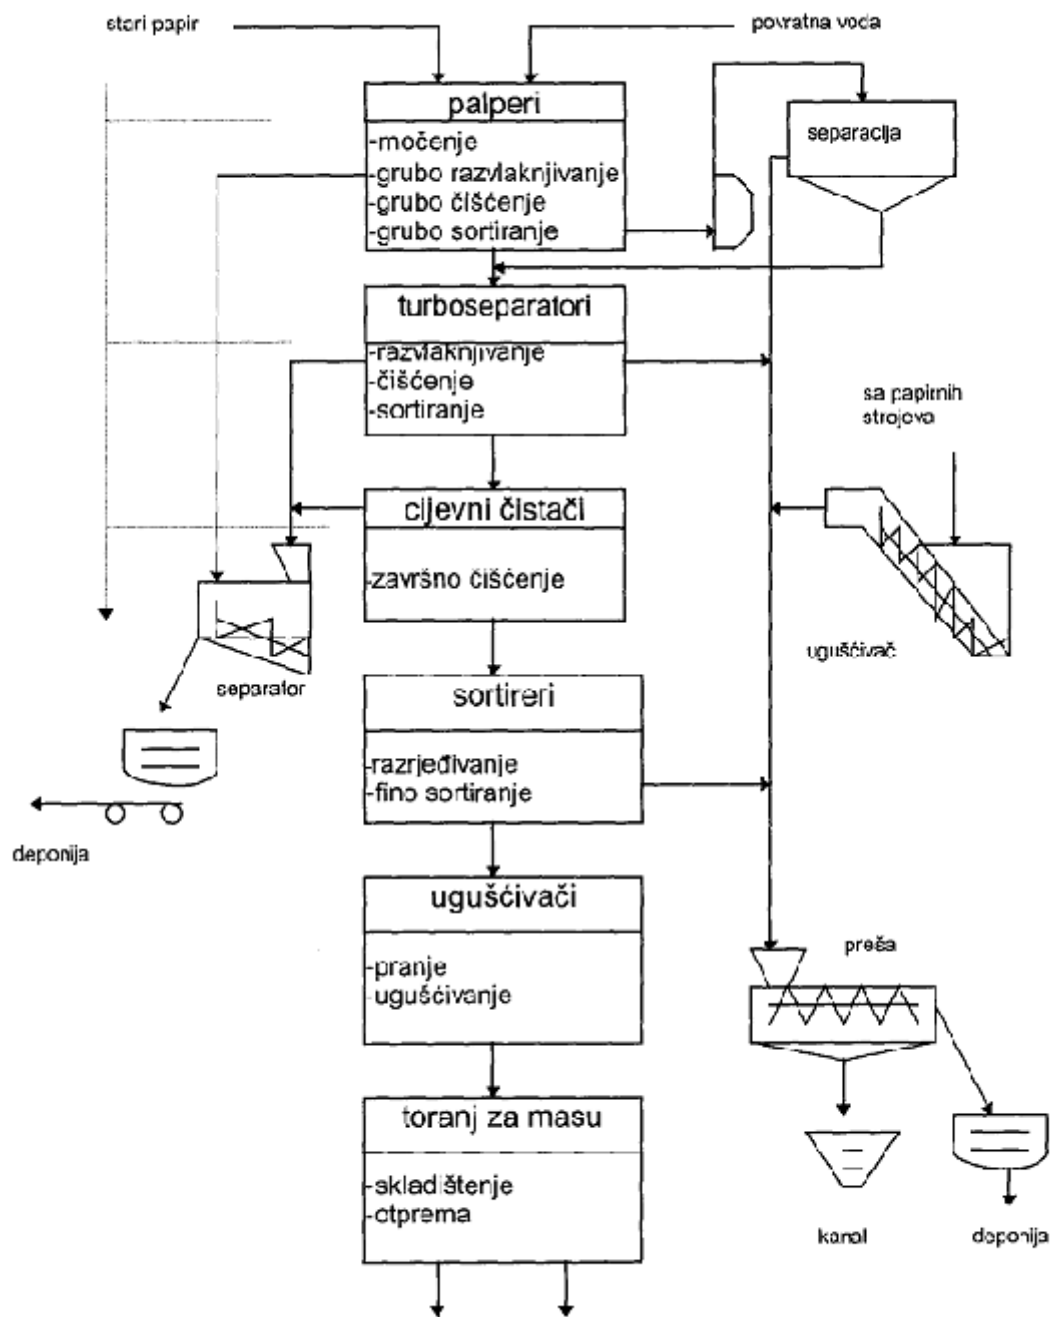 stari papir
povratna voda
palperi
-močenje
-grubo razvlaknjivanje
-grubo čišćenje
-grubo sortiranje
separacija
turboseparatori
-razvlaknjivanje
-čišćenje
-sortiranje
sa papirnih
strojeva
cijevni čistači
-završno čišćenje
ugušćivač
separator
sortireri
-razrjeđivanje
-fino sortiranje
deponija
ugušćivači
-pranje
-ugušćivanje
preša
toranj za masu
-skladištenje
-otprema
kanal
deponija